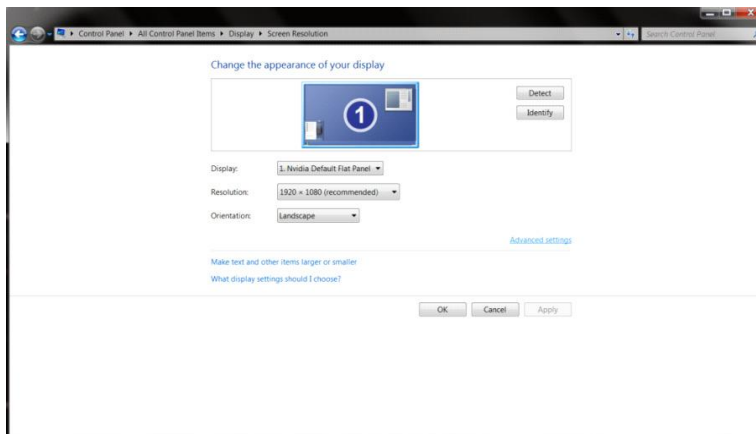 Control Panel ▸ All Control Panel Items ▸ Display ▸ Screen Resolution
Search Control Panel
Change the appearance of your display
1
Detect
Identify
Display: 1. Nvidia Default Flat Panel
Resolution: 1920 × 1080 (recommended)
Orientation: Landscape
Advanced settings
Make text and other items larger or smaller
What display settings should I choose?
OK Cancel Apply